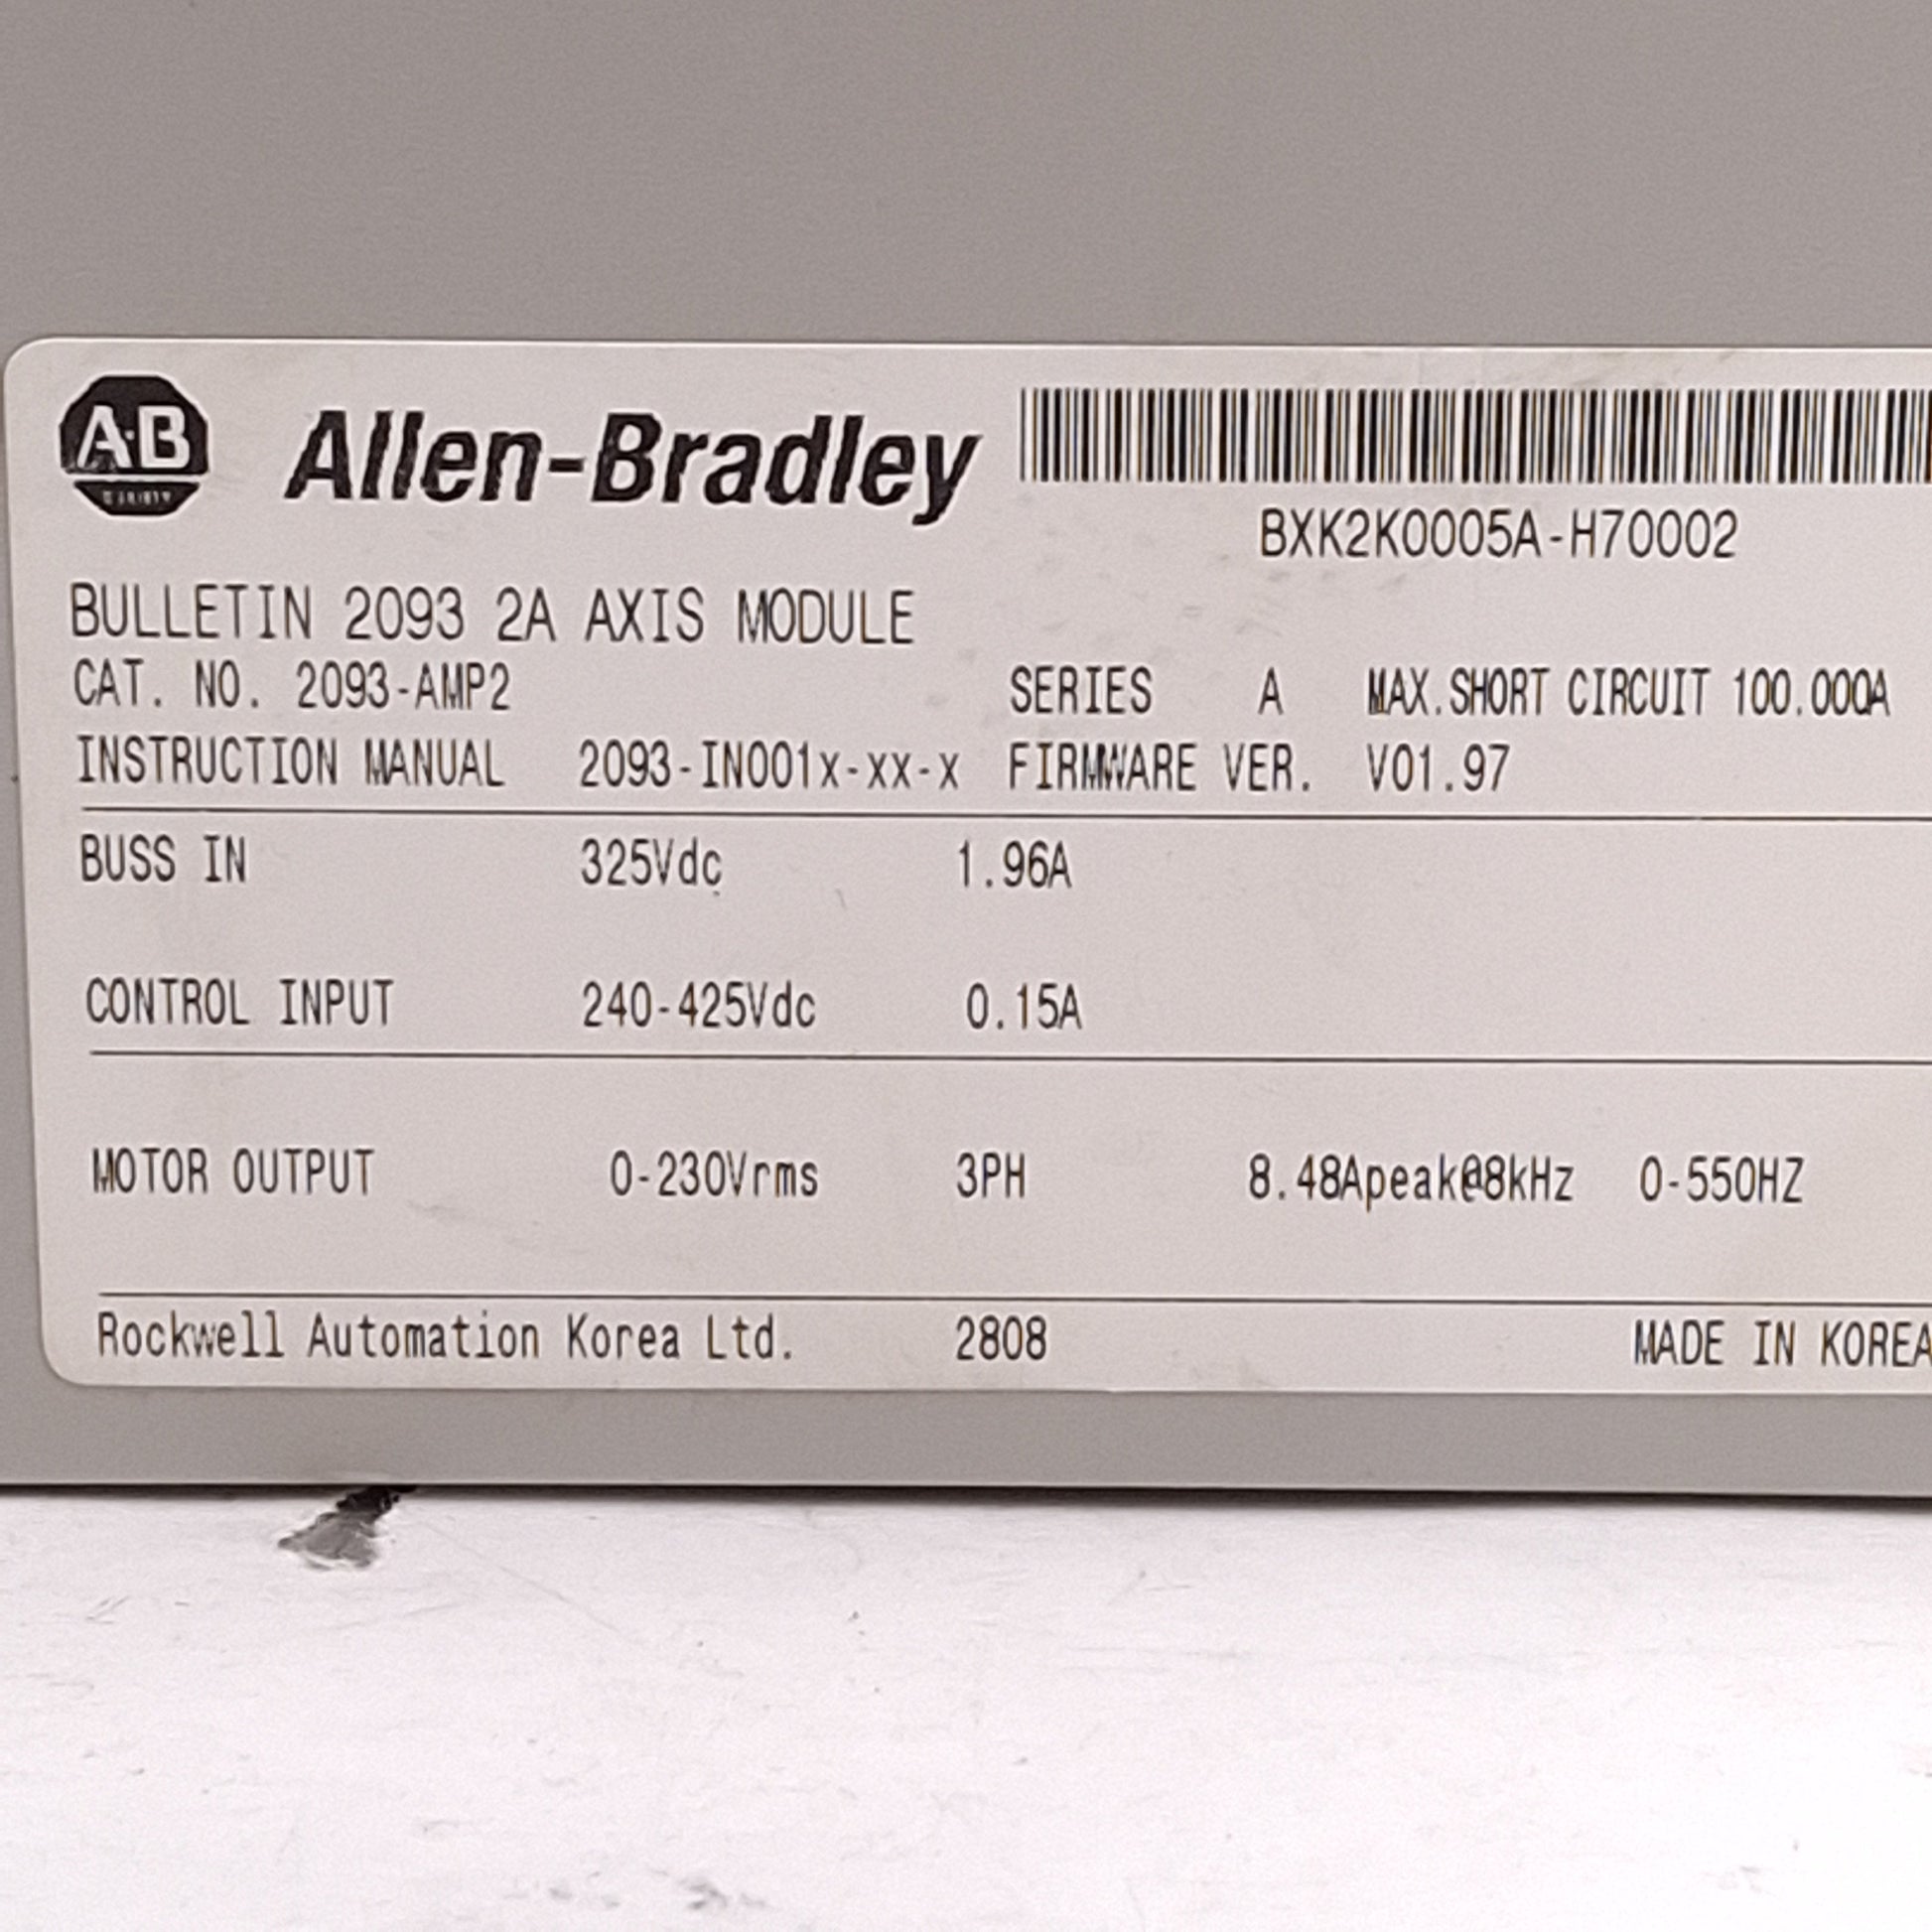 A-B
Allen-Bradley
BXK2K0005A-H70002
BULLETIN 2093 2A AXIS MODULE
CAT. NO. 2093-AMP2 SERIES A MAX.SHORT CIRCUIT 100.000A
INSTRUCTION MANUAL 2093-IN001x-xx-x FIRMWARE VER. V01.97
BUSS IN 325Vdc 1.96A
CONTROL INPUT 240-425Vdc 0.15A
MOTOR OUTPUT 0-230Vrms 3PH 8.48Apeak@8kHz 0-550HZ
Rockwell Automation Korea Ltd. 2808 MADE IN KOREA